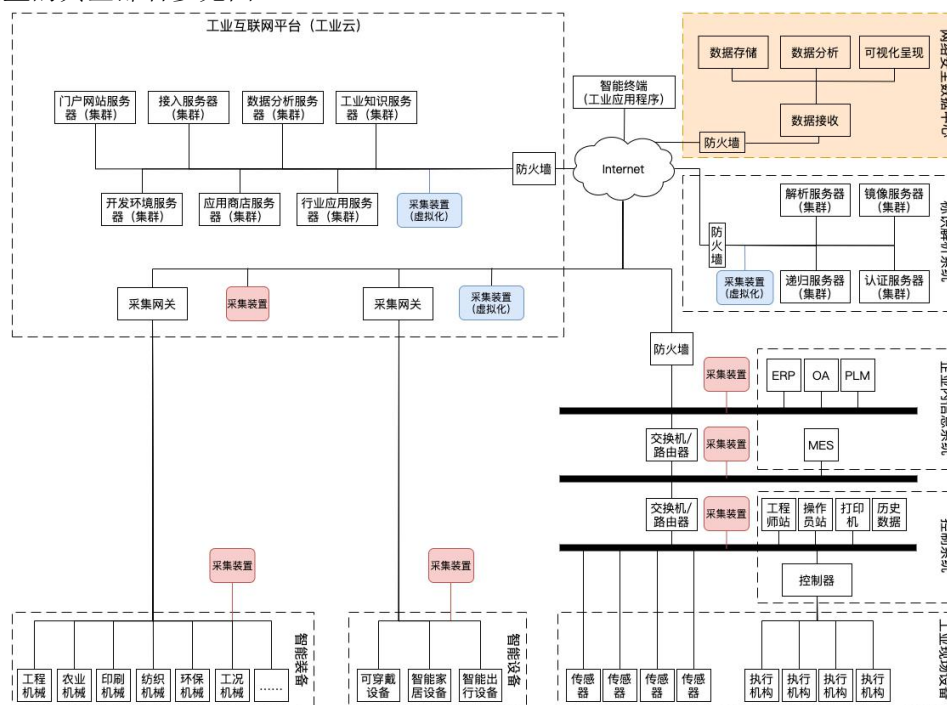 工业互联网平台（工业云）
门户网站服务
器（集群）
接入服务器
（集群）
数据分析服务
器（集群）
工业知识服务
器（集群）
开发环境服务
器（集群）
应用商店服务
器（集群）
行业应用服务
器（集群）
采集装置
(虚拟化)
防火墙
智能终端
（工业应用程序）
Internet
数据存储
数据分析
可视化呈现
数据接收
防火墙
防火墙
解析服务器
(集群)
镜像服务器
(集群)
采集装置
(虚拟化)
递归服务器
（集群）
认证服务器
（集群）
采集网关
采集装置
采集网关
采集装置
(虚拟化)
防火墙
采集装置
ERP
OA
PLM
交换机/
路由器
采集装置
MES
交换机/
路由器
采集装置
工程
师站
操作
员站
打印
机
历史
数据
控制器
采集装置
采集装置
智能装备
工程
机械
农业
机械
印刷
机械
纺织
机械
环保
机械
工况
机械
……
智能设备
可穿戴
设备
智能家
居设备
智能出
行设备
传感
器
传感
器
传感
器
传感
器
执行
机构
执行
机构
执行
机构
执行
机构